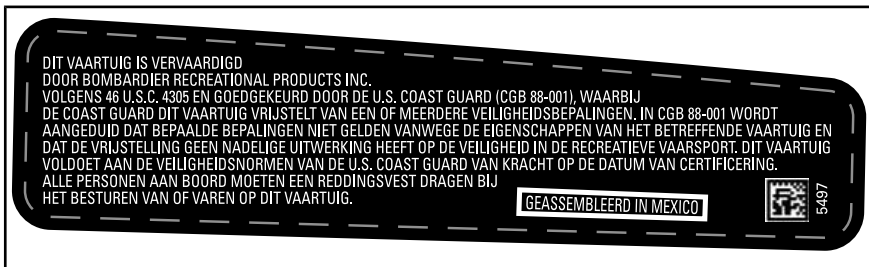 DIT VAARTUIG IS VERVAARDIGD
DOOR BOMBARDIER RECREATIONAL PRODUCTS INC.
VOLGENS 46 U.S.C. 4305 EN GOEDGEKEURD DOOR DE U.S. COAST GUARD (CGB 88-001), WAARBIJ
DE COAST GUARD DIT VAARTUIG VRIJSTELT VAN EEN OF MEERDERE VEILIGHEIDSBEPALINGEN. IN CGB 88-001 WORDT
AANGEDUID DAT BEPAALDE BEPALINGEN NIET GELDEN VANWEGE DE EIGENSCHAPPEN VAN HET BETREFFENDE VAARTUIG EN
DAT DE VRIJSTELLING GEEN NADELIGE UITWERKING HEEFT OP DE VEILIGHEID IN DE RECREATIEVE VAARSPORT. DIT VAARTUIG
VOLDOET AAN DE VEILIGHEIDSNORMEN VAN DE U.S. COAST GUARD VAN KRACHT OP DE DATUM VAN CERTIFICERING.
ALLE PERSONEN AAN BOORD MOETEN EEN REDDINGSVEST DRAGEN BIJ
HET BESTUREN VAN OF VAREN OP DIT VAARTUIG.
GEASSEMBLEERD IN MEXICO
5497